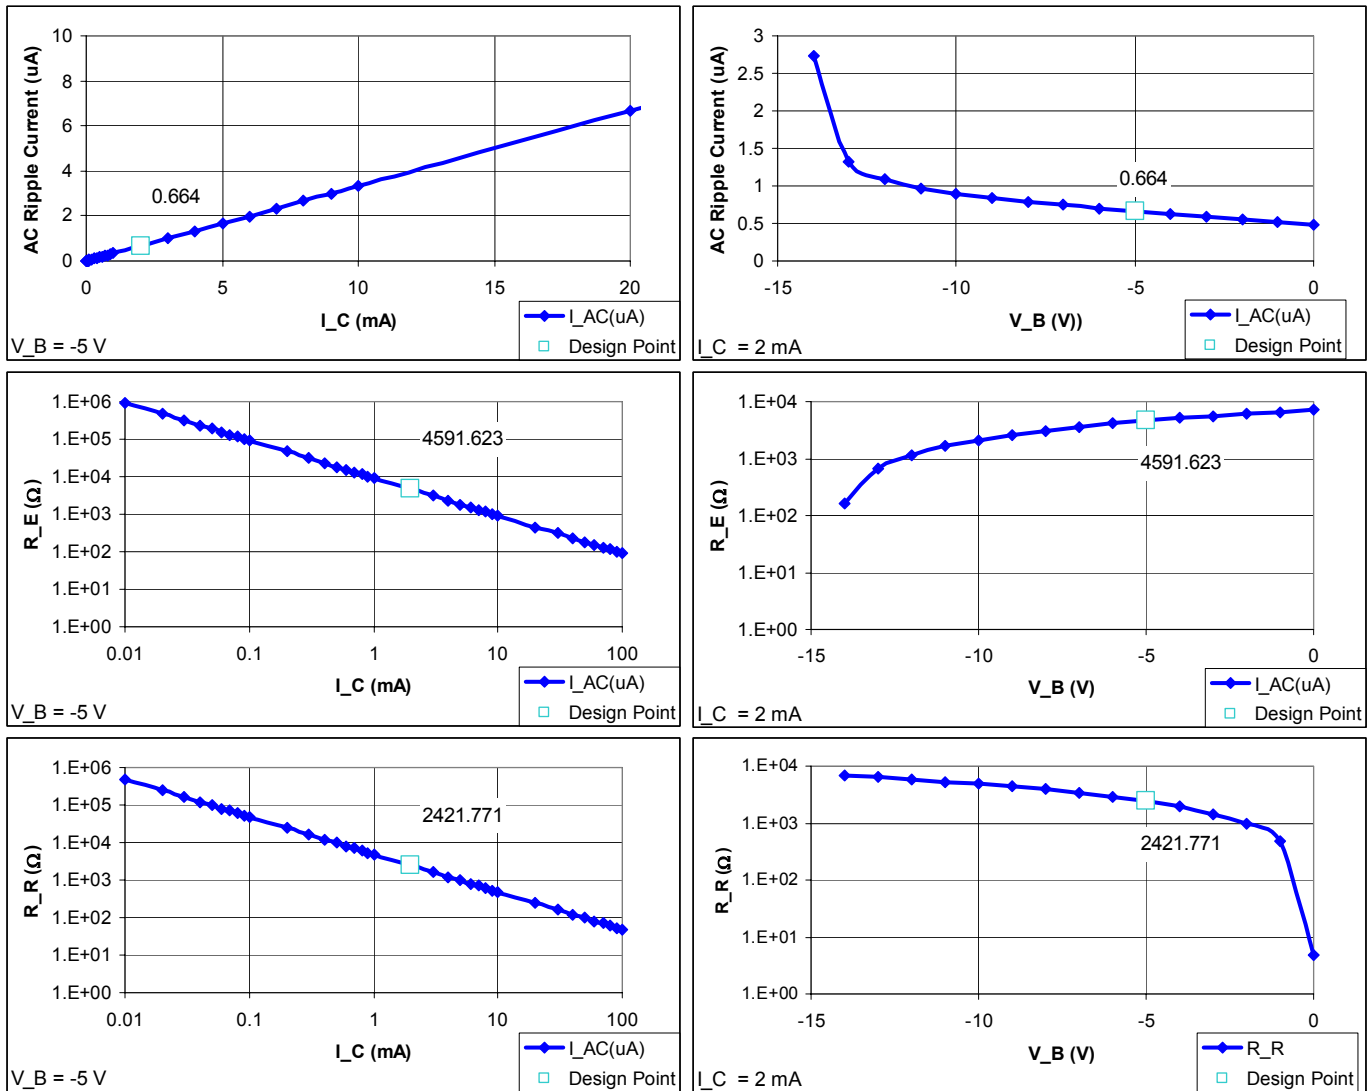 10
8
6
4
2
0
AC Ripple Current (uA)
0.664
0 5 10 15 20
I_C (mA)
I_AC(uA)
Design Point
V_B = -5 V
3
2.5
2
1.5
1
0.5
0
AC Ripple Current (uA)
0.664
-15 -10 -5 0
V_B (V))
I_AC(uA)
Design Point
I_C = 2 mA
1.E+06
1.E+05
1.E+04
1.E+03
1.E+02
1.E+01
1.E+00
R_E (Ω)
4591.623
0.01 0.1 1 10 100
I_C (mA)
I_AC(uA)
Design Point
V_B = -5 V
1.E+04
1.E+03
1.E+02
1.E+01
1.E+00
R_E (Ω)
4591.623
-15 -10 -5 0
V_B (V)
I_AC(uA)
Design Point
I_C = 2 mA
1.E+06
1.E+05
1.E+04
1.E+03
1.E+02
1.E+01
1.E+00
R_R (Ω)
2421.771
0.01 0.1 1 10 100
I_C (mA)
I_AC(uA)
Design Point
V_B = -5 V
1.E+04
1.E+03
1.E+02
1.E+01
1.E+00
R_R (Ω)
2421.771
-15 -10 -5 0
V_B (V)
R_R
Design Point
I_C = 2 mA